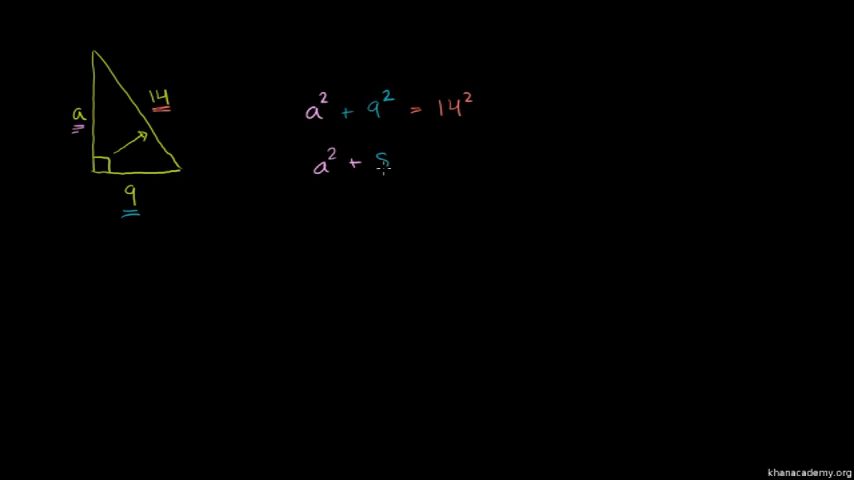 a
14
9
a² + 9² = 14²
a² +
khanacademy.org